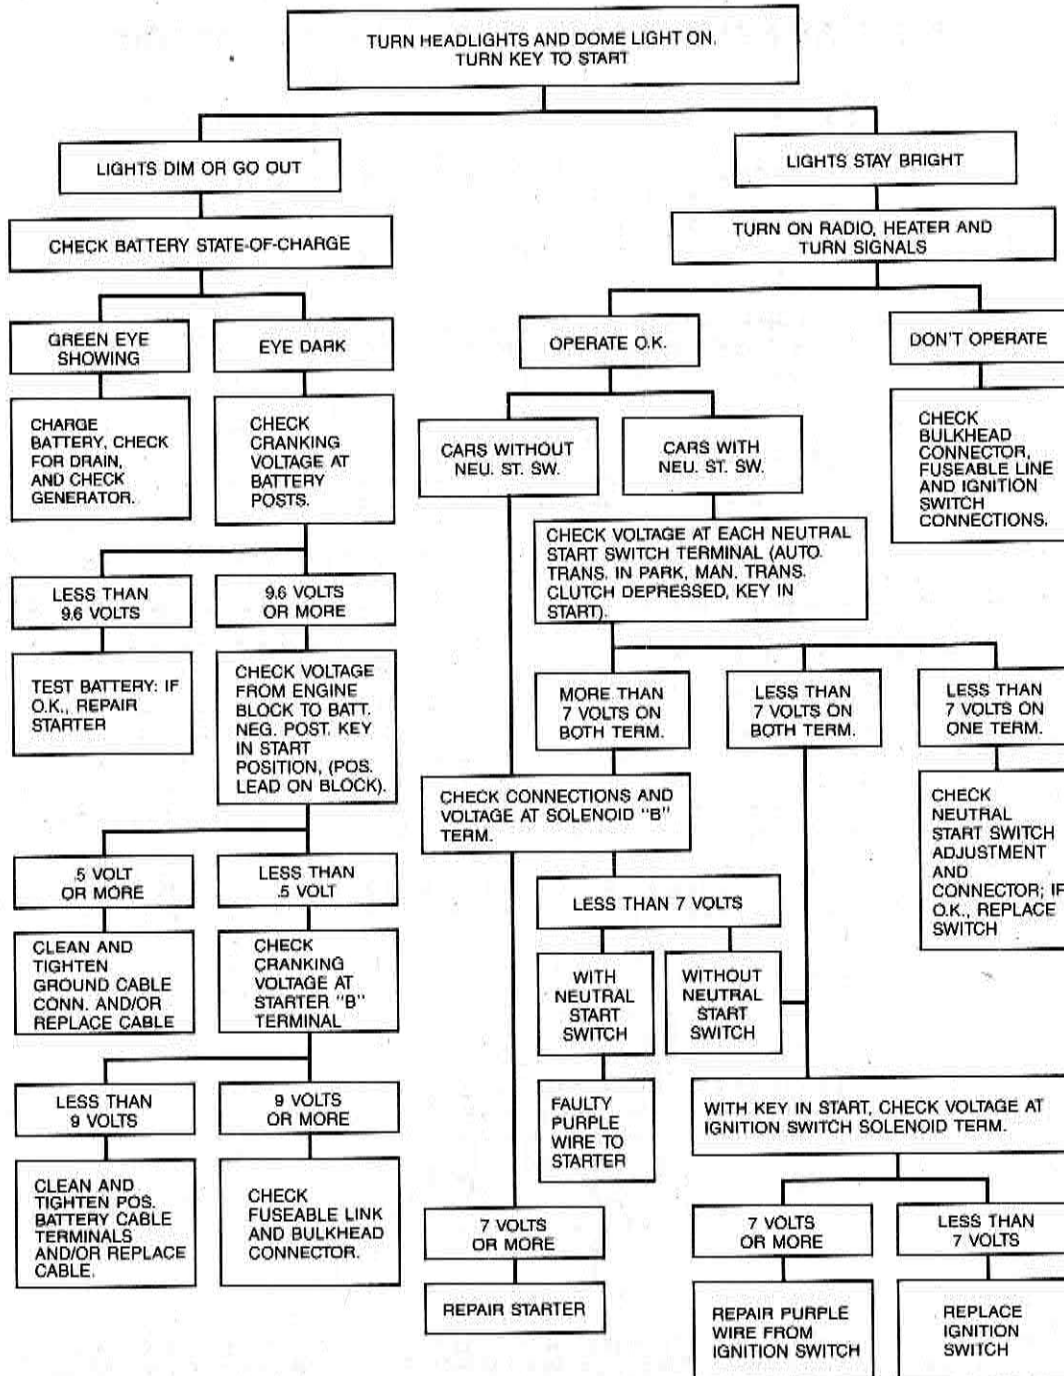 TURN HEADLIGHTS AND DOME LIGHT ON,
TURN KEY TO START
LIGHTS DIM OR GO OUT
LIGHTS STAY BRIGHT
CHECK BATTERY STATE-OF-CHARGE
TURN ON RADIO, HEATER AND
TURN SIGNALS
GREEN EYE
SHOWING
EYE DARK
OPERATE O.K.
DON'T OPERATE
CHARGE
BATTERY, CHECK
FOR DRAIN,
AND CHECK
GENERATOR.
CHECK
CRANKING
VOLTAGE AT
BATTERY
POSTS.
CARS WITHOUT
NEU. ST. SW.
CARS WITH
NEU. ST. SW.
CHECK
BULKHEAD
CONNECTOR,
FUSEABLE LINE
AND IGNITION
SWITCH
CONNECTIONS.
CHECK VOLTAGE AT EACH NEUTRAL
START SWITCH TERMINAL (AUTO.
TRANS. IN PARK, MAN. TRANS.
CLUTCH DEPRESSED, KEY IN
START).
LESS THAN
9.6 VOLTS
9.6 VOLTS
OR MORE
TEST BATTERY: IF
O.K., REPAIR
STARTER
CHECK VOLTAGE
FROM ENGINE
BLOCK TO BATT.
NEG. POST. KEY
IN START
POSITION, (POS.
LEAD ON BLOCK).
MORE THAN
7 VOLTS ON
BOTH TERM.
LESS THAN
7 VOLTS ON
BOTH TERM.
LESS THAN
7 VOLTS ON
ONE TERM.
CHECK CONNECTIONS AND
VOLTAGE AT SOLENOID "B"
TERM.
CHECK
NEUTRAL
START SWITCH
ADJUSTMENT
AND
CONNECTOR; IF
O.K., REPLACE
SWITCH
.5 VOLT
OR MORE
LESS THAN
.5 VOLT
LESS THAN 7 VOLTS
CLEAN AND
TIGHTEN
GROUND CABLE
CONN. AND/OR
REPLACE CABLE
CHECK
CRANKING
VOLTAGE AT
STARTER "B"
TERMINAL
WITH
NEUTRAL
START
SWITCH
WITHOUT
NEUTRAL
START
SWITCH
LESS THAN
9 VOLTS
9 VOLTS
OR MORE
FAULTY
PURPLE
WIRE TO
STARTER
WITH KEY IN START, CHECK VOLTAGE AT
IGNITION SWITCH SOLENOID TERM.
CLEAN AND
TIGHTEN POS.
BATTERY CABLE
TERMINALS
AND/OR REPLACE
CABLE.
CHECK
FUSEABLE LINK
AND BULKHEAD
CONNECTOR.
7 VOLTS
OR MORE
7 VOLTS
OR MORE
LESS THAN
7 VOLTS
REPAIR STARTER
REPAIR PURPLE
WIRE FROM
IGNITION SWITCH
REPLACE
IGNITION
SWITCH